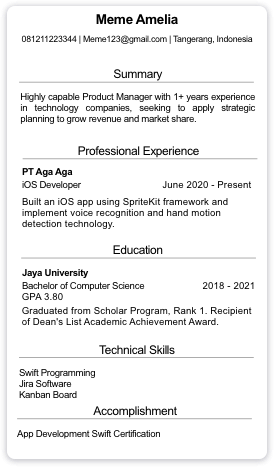 Meme Amelia
081211223344 | Meme123@gmail.com | Tangerang, Indonesia
Summary
Highly capable Product Manager with 1+ years experience
in technology companies, seeking to apply strategic
planning to grow revenue and market share.
Professional Experience
PT Aga Aga
iOS Developer June 2020 - Present
Built an iOS app using SpriteKit framework and
implement voice recognition and hand motion
detection technology.
Education
Jaya University
Bachelor of Computer Science 2018 - 2021
GPA 3.80
Graduated from Scholar Program, Rank 1. Recipient
of Dean's List Academic Achievement Award.
Technical Skills
Swift Programming
Jira Software
Kanban Board
Accomplishment
App Development Swift Certification